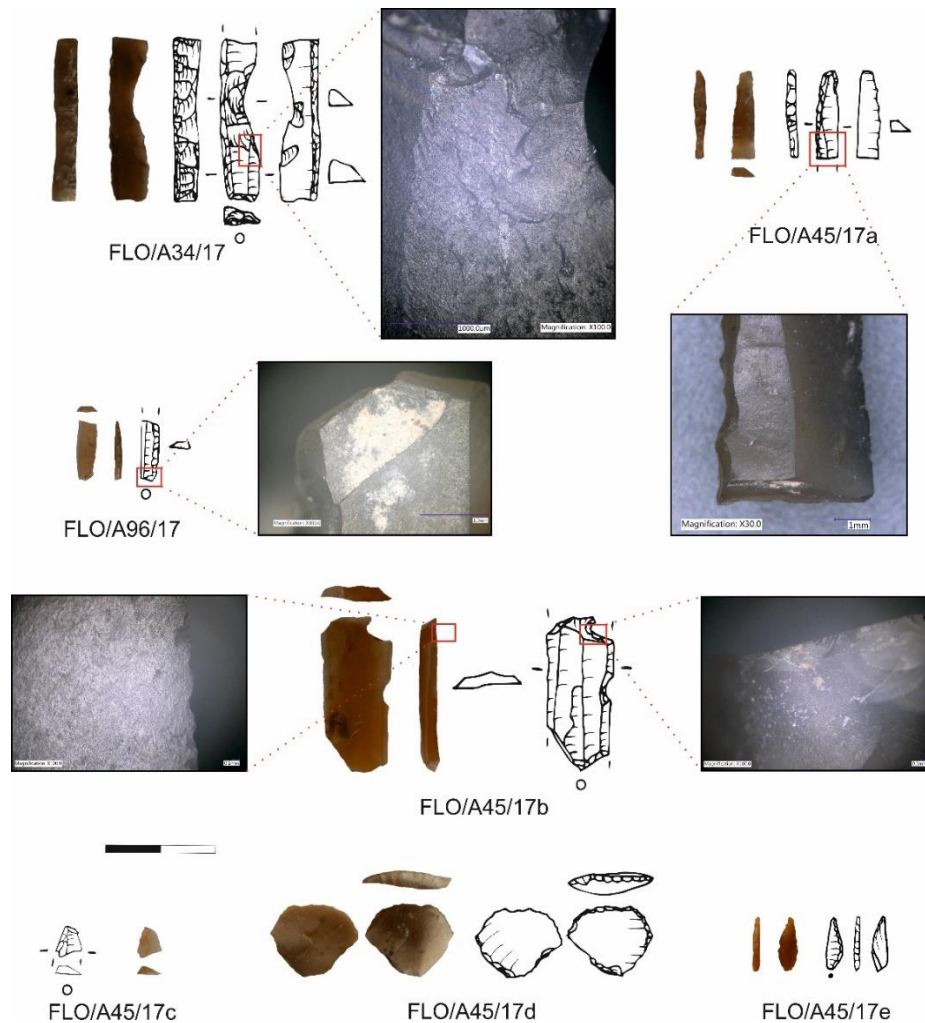 1000.0μm
Magnification: X100.0
FLO/A34/17
FLO/A45/17a
FLO/A96/17
Magnification: X30.0
1mm
FLO/A45/17b
FLO/A45/17c
FLO/A45/17d
FLO/A45/17e